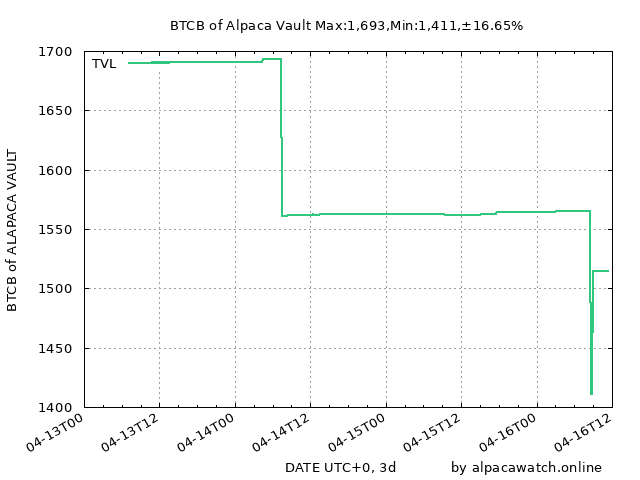 BTCB of Alpaca Vault Max:1,693,Min:1,411,±16.65%
TVL
1700
1650
1600
1550
1500
1450
1400
BTCB of ALAPACA VAULT
04-13T00
04-13T12
04-14T00
04-14T12
04-15T00
04-15T12
04-16T00
04-16T12
DATE UTC+0, 3d
by alpacawatch.online